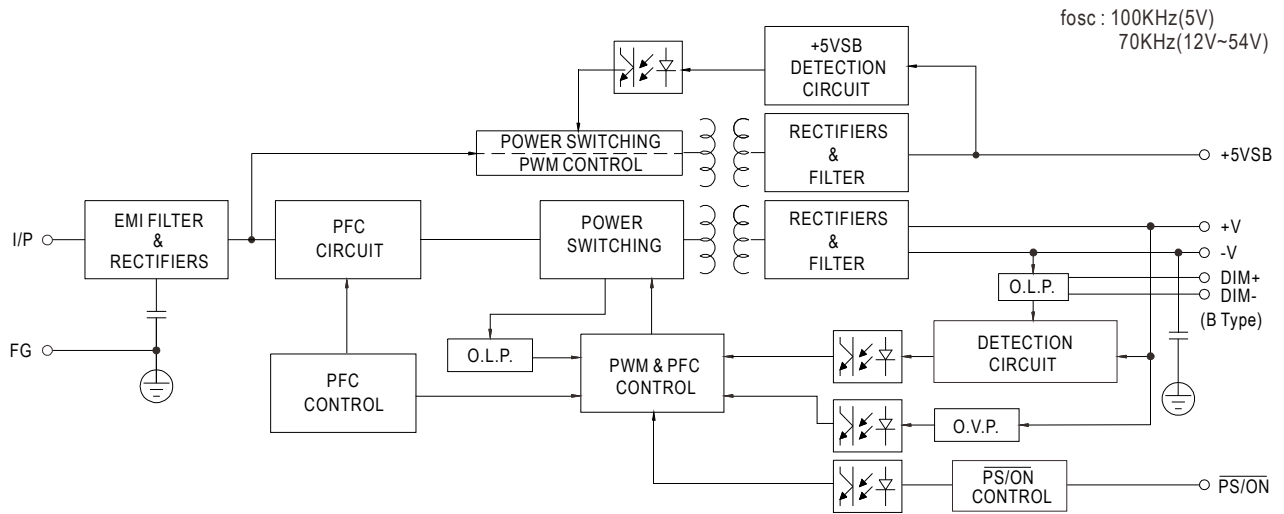 fosc : 100KHz(5V)
70KHz(12V~54V)
+5VSB
DETECTION
CIRCUIT
POWER SWITCHING
PWM CONTROL
RECTIFIERS
&
FILTER
+5VSB
I/P
EMI FILTER
&
RECTIFIERS
PFC
CIRCUIT
POWER
SWITCHING
RECTIFIERS
&
FILTER
+V
-V
O.L.P.
DIM+
DIM-
(B Type)
FG
O.L.P.
PFC
CONTROL
PWM & PFC
CONTROL
DETECTION
CIRCUIT
O.V.P.
PS/ON
CONTROL
PS/ON